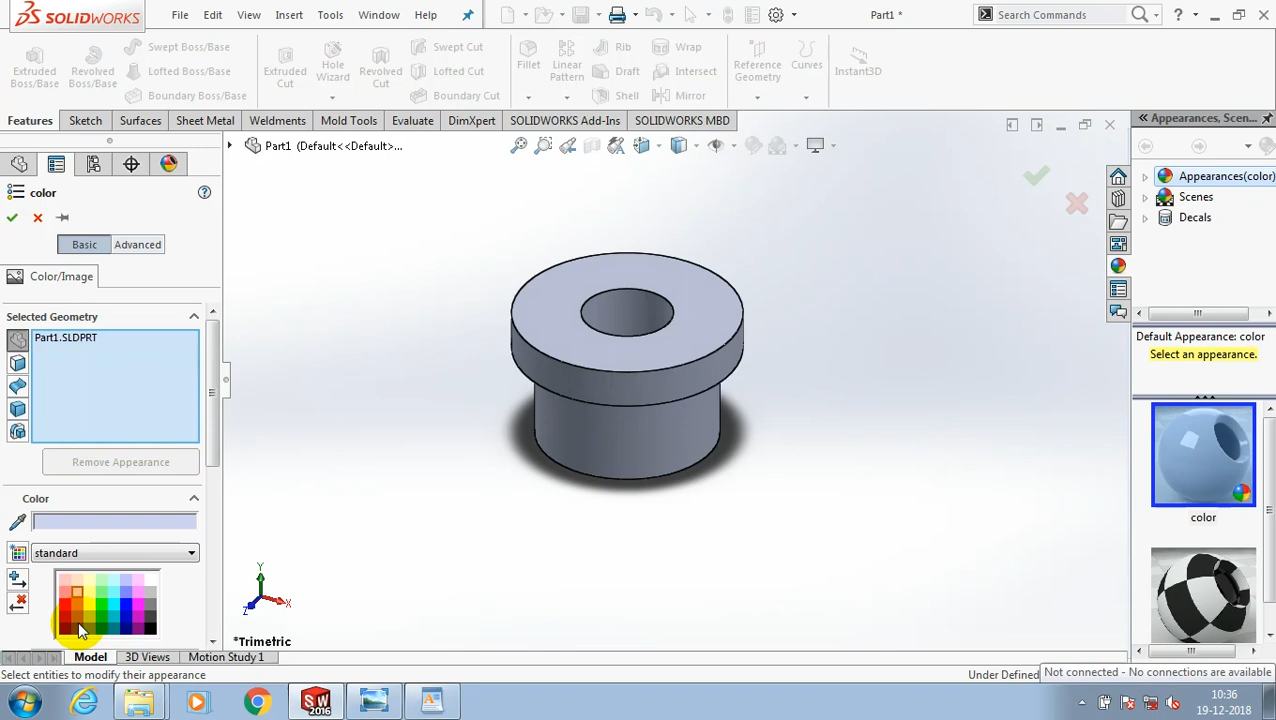 SOLIDWORKS File Edit View Insert Tools Window Help Part1 * Search Commands ?
Extruded Boss/Base Revolved Boss/Base Swept Boss/Base Lofted Boss/Base Boundary Boss/Base Extruded Cut Hole Wizard Revolved Cut Swept Cut Lofted Cut Boundary Cut Fillet Linear Pattern Rib Draft Shell Wrap Intersect Mirror Reference Geometry Curves Instant3D
Features Sketch Surfaces Sheet Metal Weldments Mold Tools Evaluate DimXpert SOLIDWORKS Add-Ins SOLIDWORKS MBD
Appearances, Scen...
Part1 (Default<<Default>...
Appearances(color)
Scenes
Decals
color ?
Basic Advanced
Color/Image
Selected Geometry
Part1.SLDPRT
Remove Appearance
Color
standard
Default Appearance: color
Select an appearance.
color
Y
X
Z
*Trimetric
Model 3D Views Motion Study 1
Select entities to modify their appearance
Under Defined
Not connected - No connections are available
SW
2016
10:36
19-12-2018